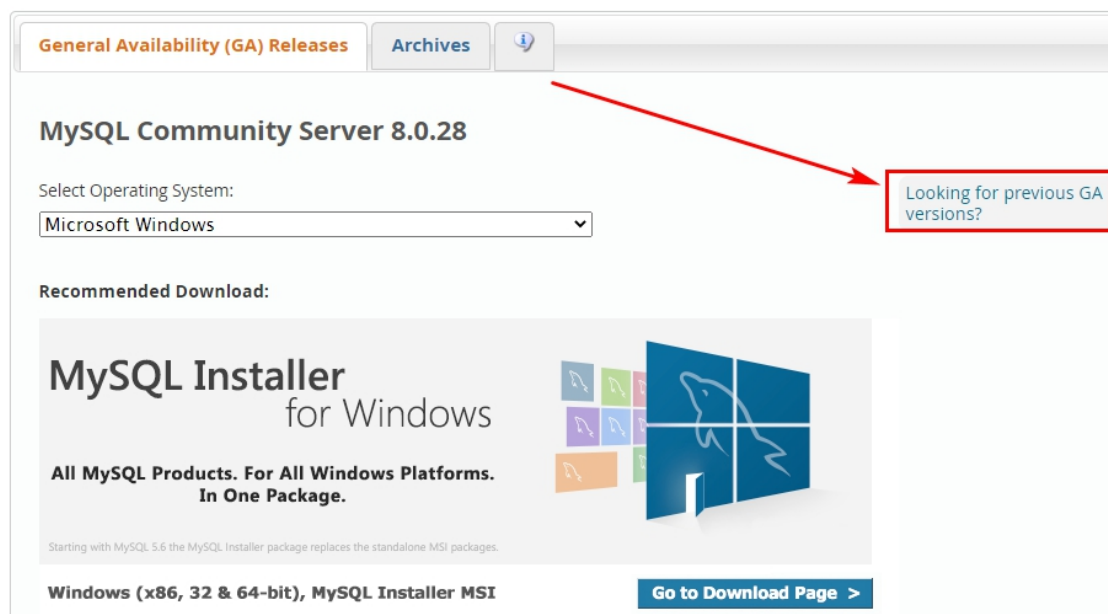 General Availability (GA) Releases
Archives
MySQL Community Server 8.0.28
Select Operating System:
Microsoft Windows
Looking for previous GA
versions?
Recommended Download:
MySQL Installer
for Windows
All MySQL Products. For All Windows Platforms.
In One Package.
Starting with MySQL 5.6 the MySQL Installer package replaces the standalone MSI packages.
Windows (x86, 32 & 64-bit), MySQL Installer MSI
Go to Download Page >